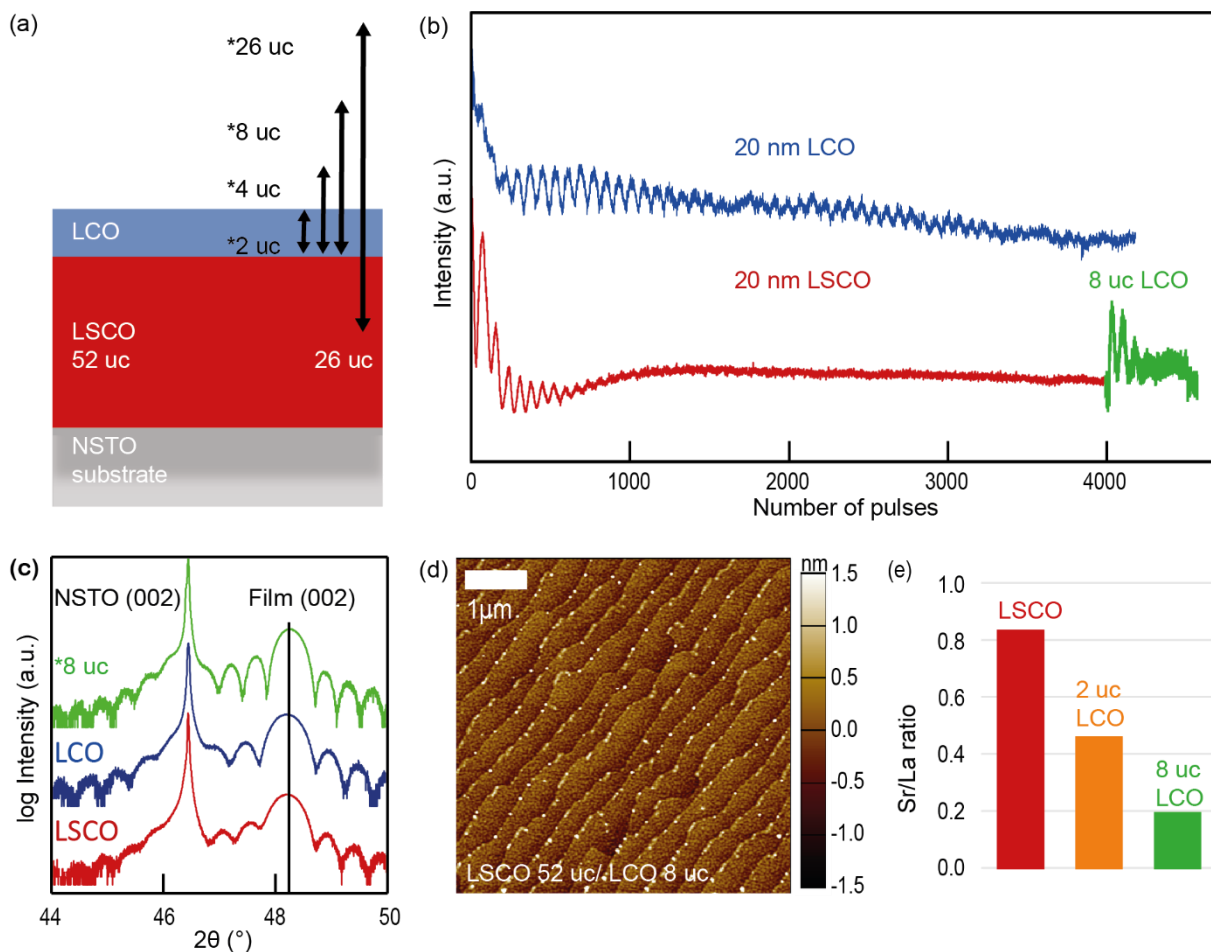 (a)
*26 uc
*8 uc
*4 uc
LCO
*2 uc
LSCO
52 uc
26 uc
NSTO
substrate
(b)
Intensity (a.u.)
20 nm LCO
20 nm LSCO
8 uc LCO
0
1000
2000
3000
4000
Number of pulses
(c)
log Intensity (a.u.)
NSTO (002)
Film (002)
*8 uc
LCO
LSCO
44
46
48
50
2θ (°)
(d)
1µm
LSCO 52 uc/ LCO 8 uc
nm
1.5
1.0
0.5
0.0
-0.5
-1.0
-1.5
(e)
Sr/La ratio
1.0
0.8
0.6
0.4
0.2
0.0
LSCO
2 uc
LCO
8 uc
LCO